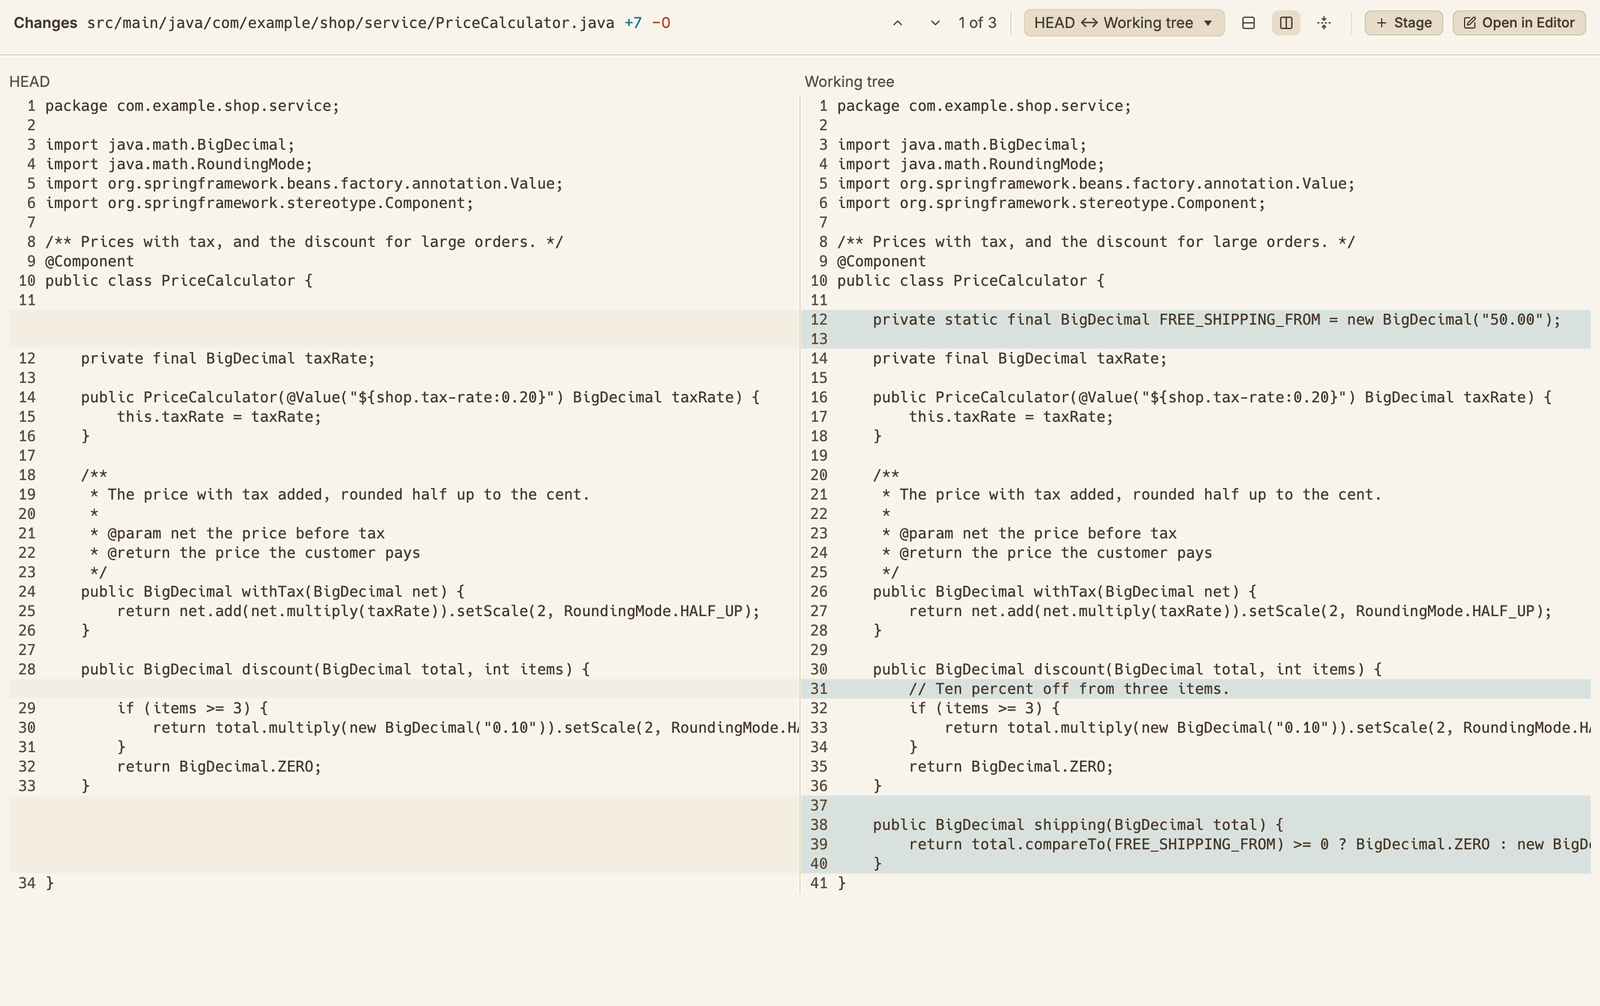 Changes src/main/java/com/example/shop/service/PriceCalculator.java +7 −0 1 of 3 HEAD ↔ Working tree Stage Open in Editor
HEAD
1 package com.example.shop.service;
2
3 import java.math.BigDecimal;
4 import java.math.RoundingMode;
5 import org.springframework.beans.factory.annotation.Value;
6 import org.springframework.stereotype.Component;
7
8 /** Prices with tax, and the discount for large orders. */
9 @Component
10 public class PriceCalculator {
11
12     private final BigDecimal taxRate;
13
14     public PriceCalculator(@Value("${shop.tax-rate:0.20}") BigDecimal taxRate) {
15         this.taxRate = taxRate;
16     }
17
18     /**
19      * The price with tax added, rounded half up to the cent.
20      *
21      * @param net the price before tax
22      * @return the price the customer pays
23      */
24     public BigDecimal withTax(BigDecimal net) {
25         return net.add(net.multiply(taxRate)).setScale(2, RoundingMode.HALF_UP);
26     }
27
28     public BigDecimal discount(BigDecimal total, int items) {
29         if (items >= 3) {
30             return total.multiply(new BigDecimal("0.10")).setScale(2, RoundingMode.HA
31         }
32         return BigDecimal.ZERO;
33     }
34 }
Working tree
1 package com.example.shop.service;
2
3 import java.math.BigDecimal;
4 import java.math.RoundingMode;
5 import org.springframework.beans.factory.annotation.Value;
6 import org.springframework.stereotype.Component;
7
8 /** Prices with tax, and the discount for large orders. */
9 @Component
10 public class PriceCalculator {
11
12     private static final BigDecimal FREE_SHIPPING_FROM = new BigDecimal("50.00");
13
14     private final BigDecimal taxRate;
15
16     public PriceCalculator(@Value("${shop.tax-rate:0.20}") BigDecimal taxRate) {
17         this.taxRate = taxRate;
18     }
19
20     /**
21      * The price with tax added, rounded half up to the cent.
22      *
23      * @param net the price before tax
24      * @return the price the customer pays
25      */
26     public BigDecimal withTax(BigDecimal net) {
27         return net.add(net.multiply(taxRate)).setScale(2, RoundingMode.HALF_UP);
28     }
29
30     public BigDecimal discount(BigDecimal total, int items) {
31         // Ten percent off from three items.
32         if (items >= 3) {
33             return total.multiply(new BigDecimal("0.10")).setScale(2, RoundingMode.HA
34         }
35         return BigDecimal.ZERO;
36     }
37
38     public BigDecimal shipping(BigDecimal total) {
39         return total.compareTo(FREE_SHIPPING_FROM) >= 0 ? BigDecimal.ZERO : new BigD
40     }
41 }